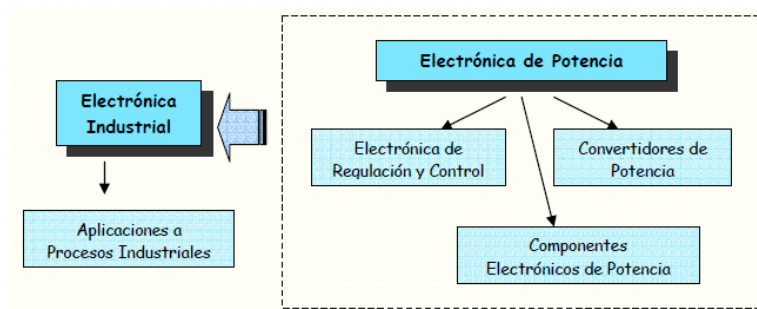 Electrónica de Potencia
Electrónica
Industrial
Electrónica de
Regulación y Control
Convertidores de
Potencia
Aplicaciones a
Procesos Industriales
Componentes
Electrónicos de Potencia